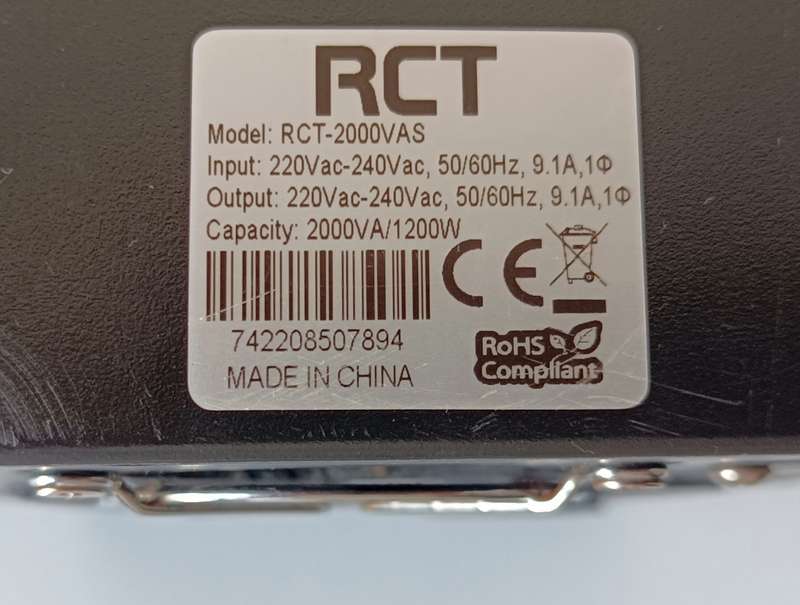 RCT
Model: RCT-2000VAS
Input: 220Vac-240Vac, 50/60Hz, 9.1A,1Φ
Output: 220Vac-240Vac, 50/60Hz, 9.1A,1Φ
Capacity: 2000VA/1200W
CE
742208507894
RoHS
Compliant
MADE IN CHINA